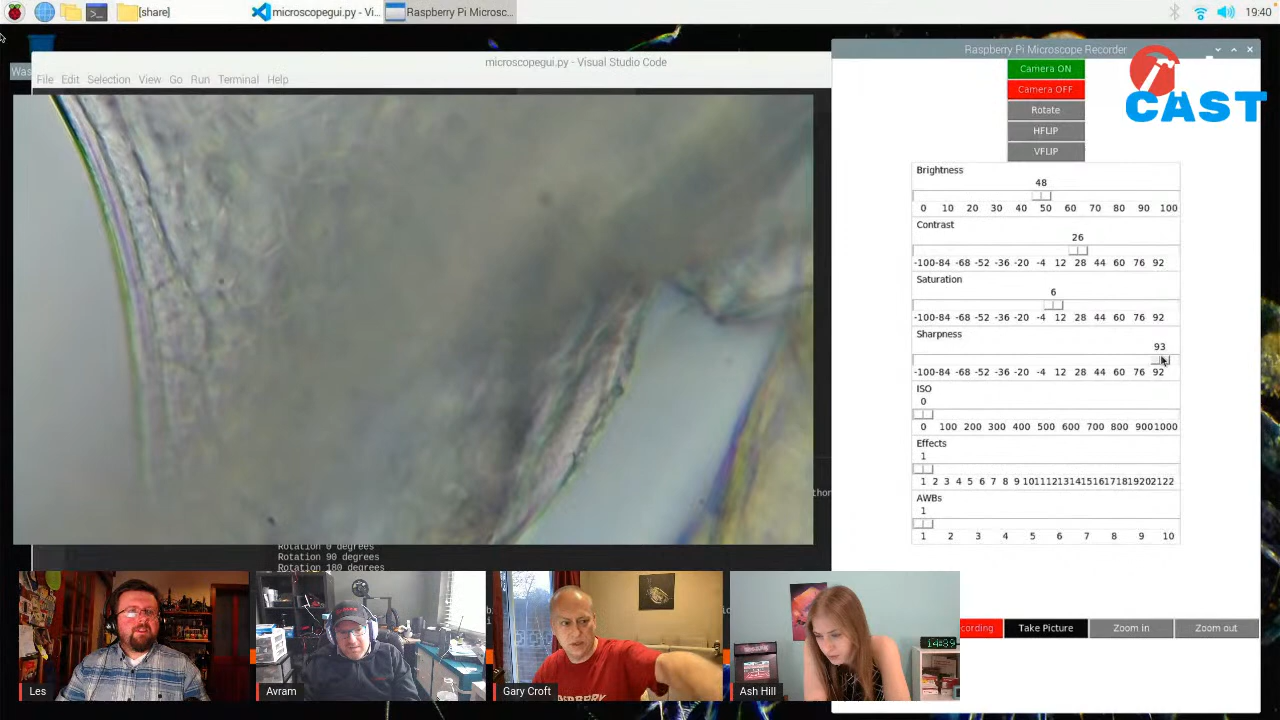 [share]
microscopegui.py - Vi...
Raspberry Pi Microsc...
19:40
Was
microscopegui.py - Visual Studio Code
File Edit Selection View Go Run Terminal Help
Raspberry Pi Microscope Recorder
Camera ON
Camera OFF
Rotate
HFLIP
VFLIP
CAST
Brightness
48
0 10 20 30 40 50 60 70 80 90 100
Contrast
26
-100-84 -68 -52 -36 -20 -4 12 28 44 60 76 92
Saturation
6
-100-84 -68 -52 -36 -20 -4 12 28 44 60 76 92
Sharpness
93
-100-84 -68 -52 -36 -20 -4 12 28 44 60 76 92
ISO
0
0 100 200 300 400 500 600 700 800 9001000
Effects
1
1 2 3 4 5 6 7 8 9 10111213141516171819202122
AWBs
1
1 2 3 4 5 6 7 8 9 10
thon
Rotation 0 degrees
Rotation 90 degrees
Rotation 180 degrees
cording
Take Picture
Zoom in
Zoom out
14:39
Les
Avram
Gary Croft
Ash Hill